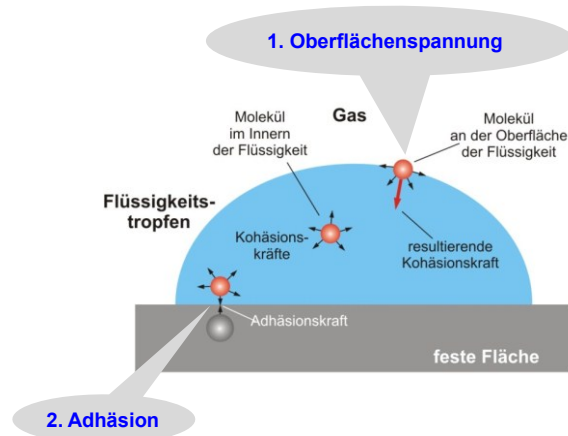 1. Oberflächenspannung
Gas
Molekül
im Innern
der Flüssigkeit
Molekül
an der Oberfläche
der Flüssigkeit
Flüssigkeits-
tropfen
Kohäsions-
kräfte
resultierende
Kohäsionskraft
Adhäsionskraft
feste Fläche
2. Adhäsion